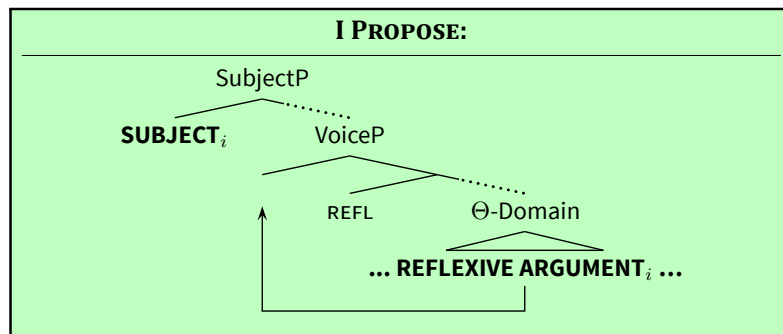 I PROPOSE:
SubjectP
SUBJECTᵢ VoiceP
REFL Θ-Domain
... REFLEXIVE ARGUMENTᵢ ...